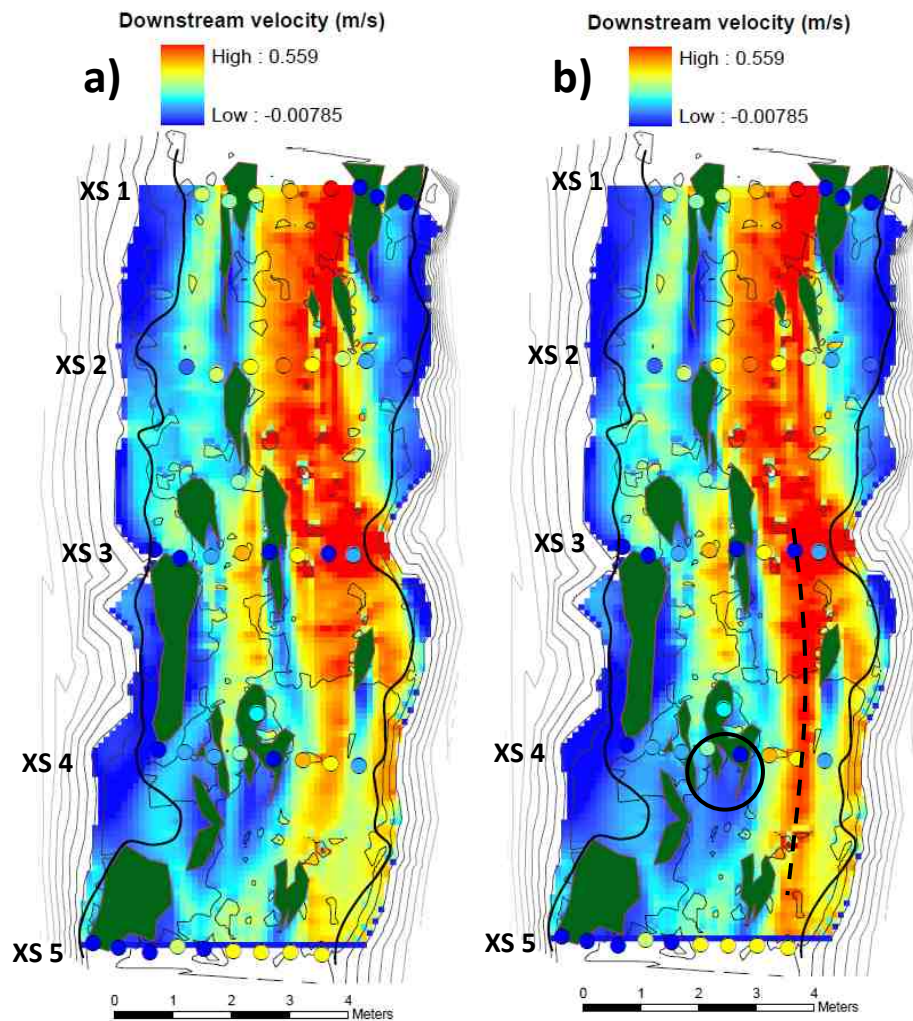 Downstream velocity (m/s)
a)
High : 0.559
Low : -0.00785
XS 1
XS 2
XS 3
XS 4
XS 5
0 1 2 3 4
Meters
Downstream velocity (m/s)
b)
High : 0.559
Low : -0.00785
XS 1
XS 2
XS 3
XS 4
XS 5
0 1 2 3 4
Meters